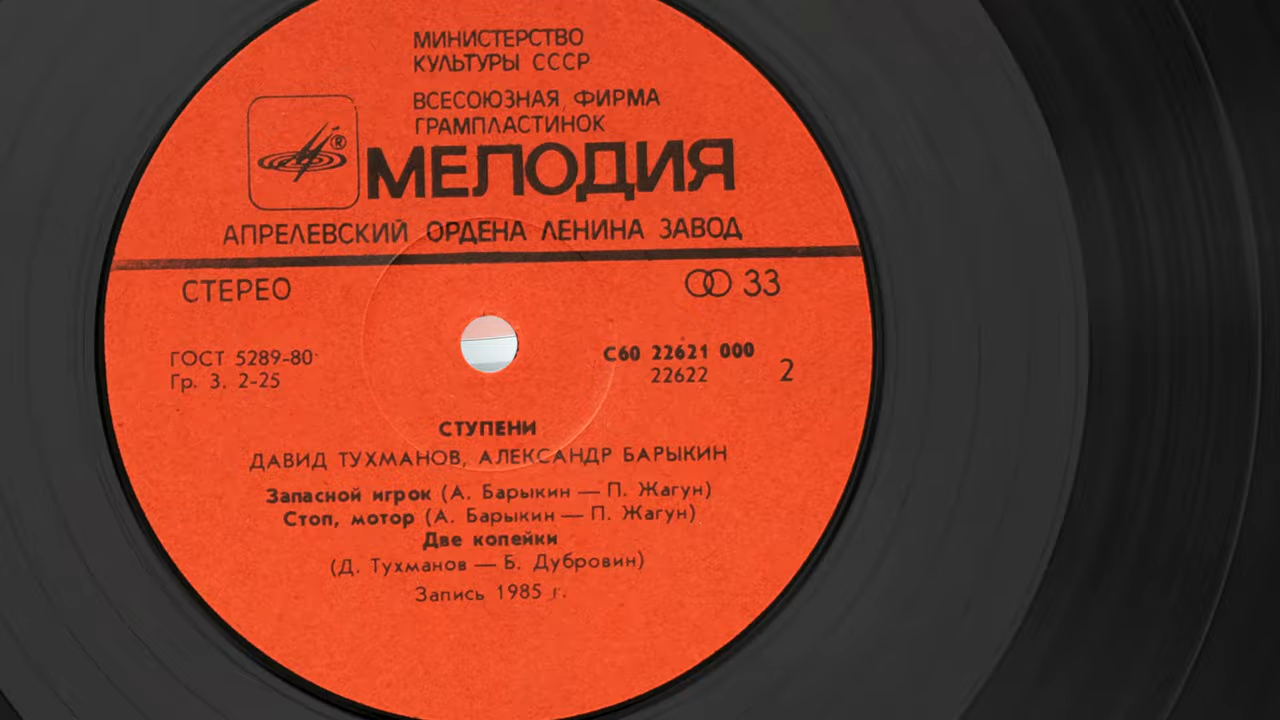 МИНИСТЕРСТВО
КУЛЬТУРЫ СССР
ВСЕСОЮЗНАЯ ФИРМА
ГРАМПЛАСТИНОК
®
МЕЛОДИЯ
АПРЕЛЕВСКИЙ ОРДЕНА ЛЕНИНА ЗАВОД
СТЕРЕО
33
ГОСТ 5289-80
Гр. 3. 2-25
С60 22621 000
22622
2
СТУПЕНИ
ДАВИД ТУХМАНОВ, АЛЕКСАНДР БАРЫКИН
Запасной игрок (А. Барыкин — П. Жагун)
Стоп, мотор (А. Барыкин — П. Жагун)
Две копейки
(Д. Тухманов — Б. Дубровин)
Запись 1985 г.